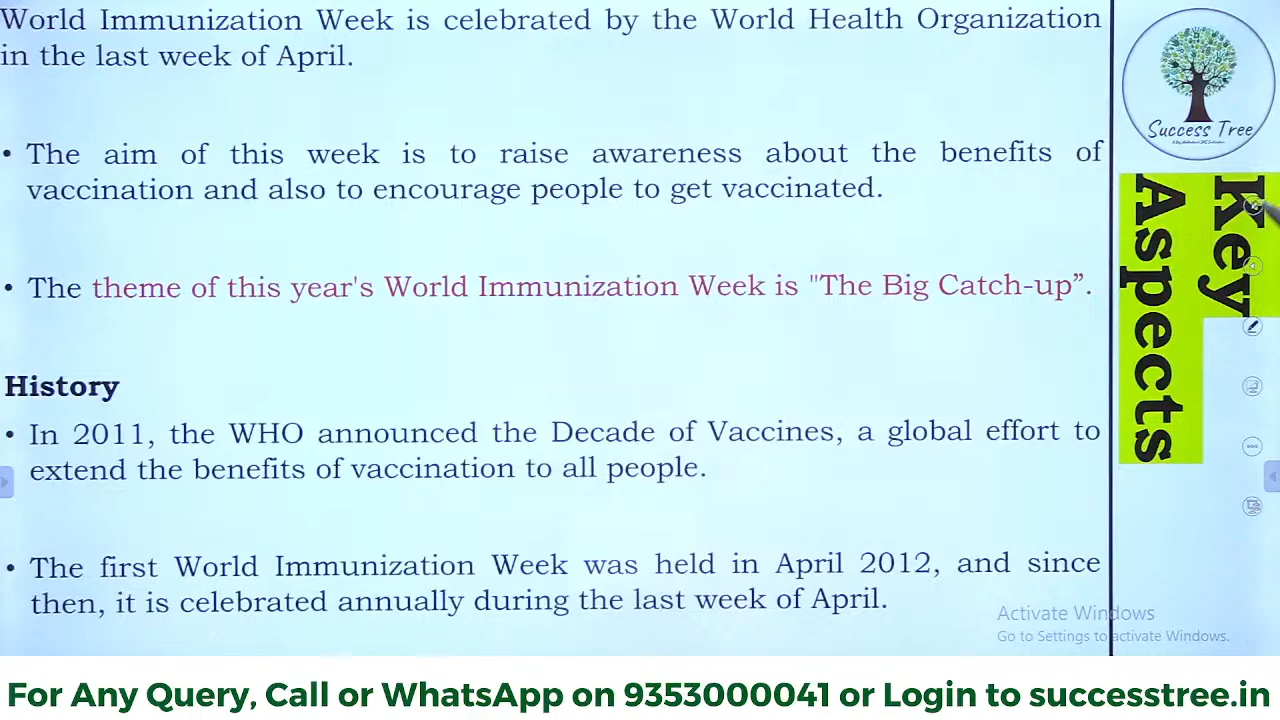 World Immunization Week is celebrated by the World Health Organization
in the last week of April.
• The aim of this week is to raise awareness about the benefits of
vaccination and also to encourage people to get vaccinated.
• The theme of this year's World Immunization Week is "The Big Catch-up”.
History
• In 2011, the WHO announced the Decade of Vaccines, a global effort to
extend the benefits of vaccination to all people.
• The first World Immunization Week was held in April 2012, and since
then, it is celebrated annually during the last week of April.
Success Tree
Key
Aspects
Activate Windows
Go to Settings to activate Windows.
For Any Query, Call or WhatsApp on 9353000041 or Login to successtree.in